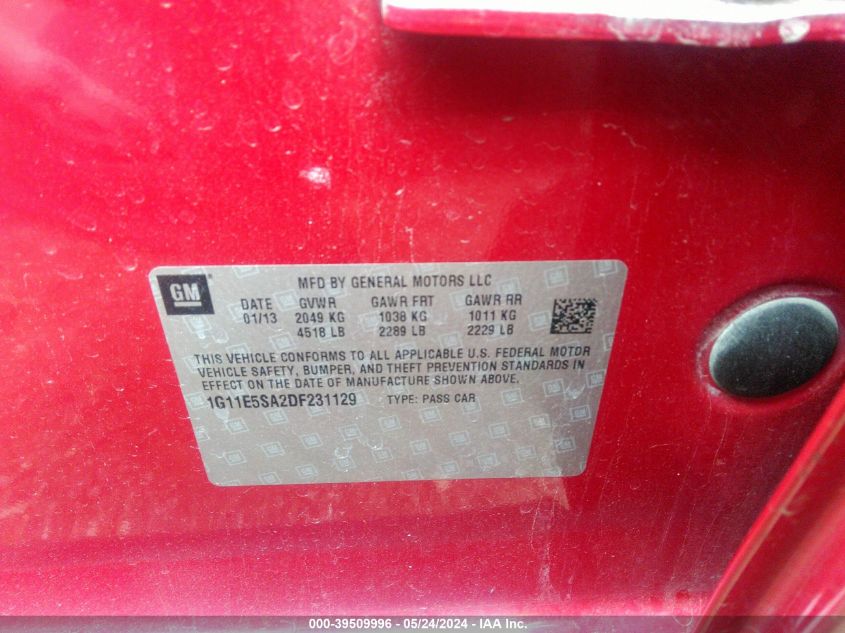 GM
MFD BY GENERAL MOTORS LLC
DATE GVWR GAWR FRT GAWR RR
01/13 2049 KG 1038 KG 1011 KG
4518 LB 2289 LB 2229 LB
THIS VEHICLE CONFORMS TO ALL APPLICABLE U.S. FEDERAL MOTOR
VEHICLE SAFETY, BUMPER, AND THEFT PREVENTION STANDARDS IN
EFFECT ON THE DATE OF MANUFACTURE SHOWN ABOVE.
1G11E5SA2DF231129 TYPE: PASS CAR
000-39509996 - 05/24/2024 - IAA Inc.